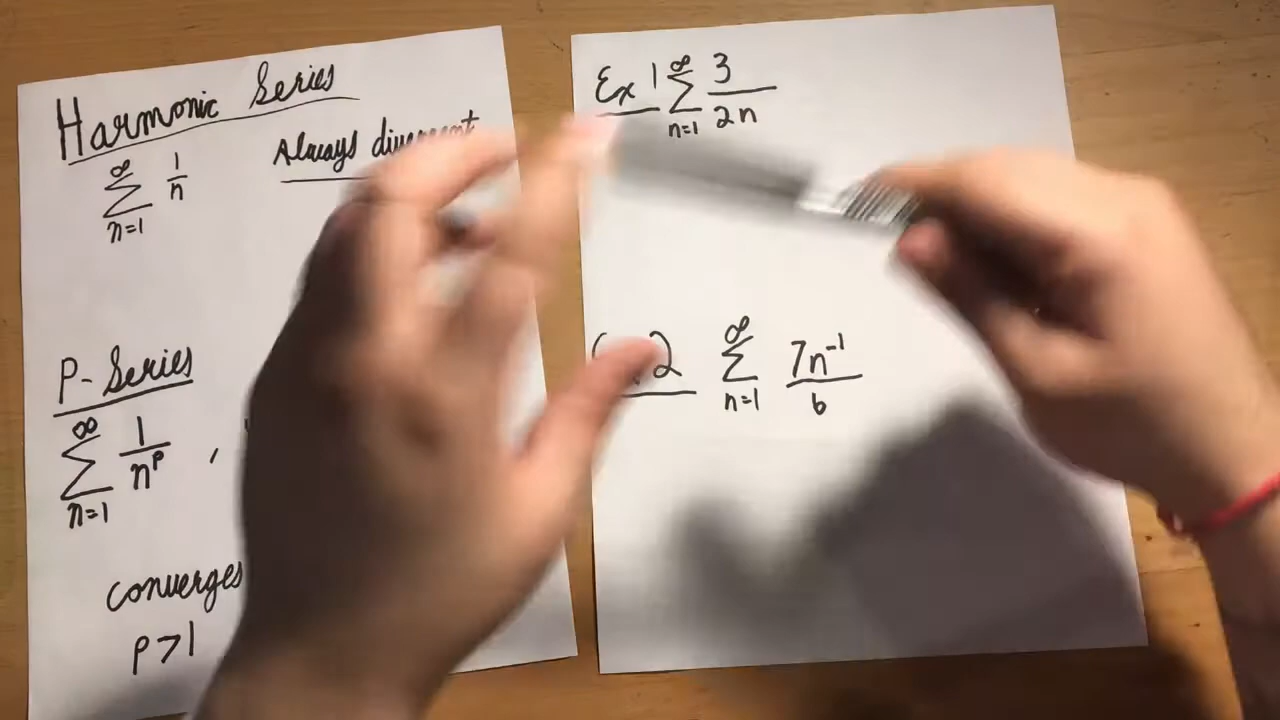 Harmonic Series
∞ Σ n=1 1/n
Always divergent
P-Series
∞ Σ n=1 1/n^p ,
converges
p>1
Ex 1 ∞ Σ n=1 3/2n
2 ∞ Σ n=1 7n^-1/6